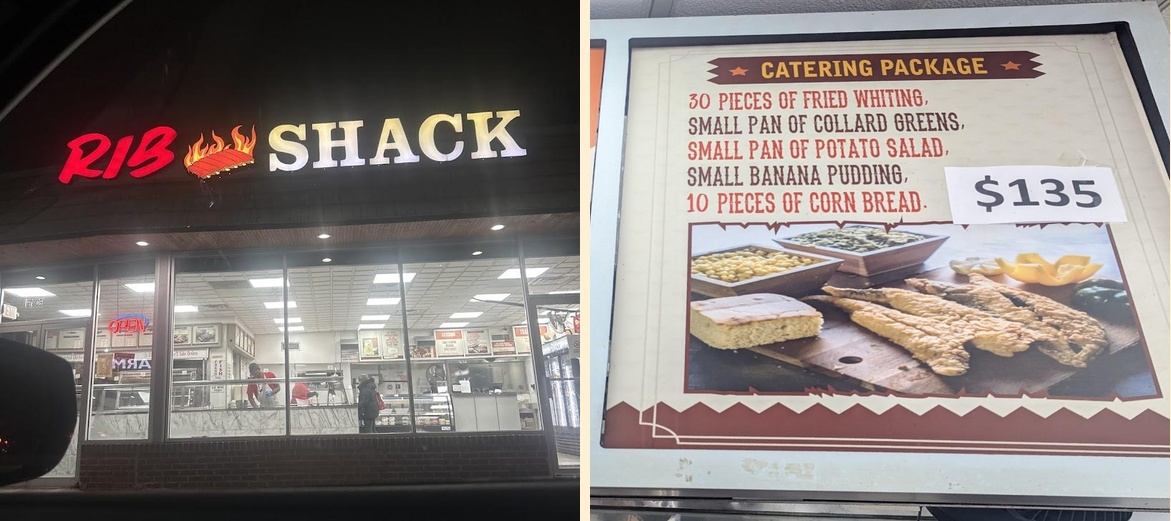 RIB SHACK
OPEN
CATERING PACKAGE
30 PIECES OF FRIED WHITING,
SMALL PAN OF COLLARD GREENS,
SMALL PAN OF POTATO SALAD,
SMALL BANANA PUDDING,
10 PIECES OF CORN BREAD.
$135